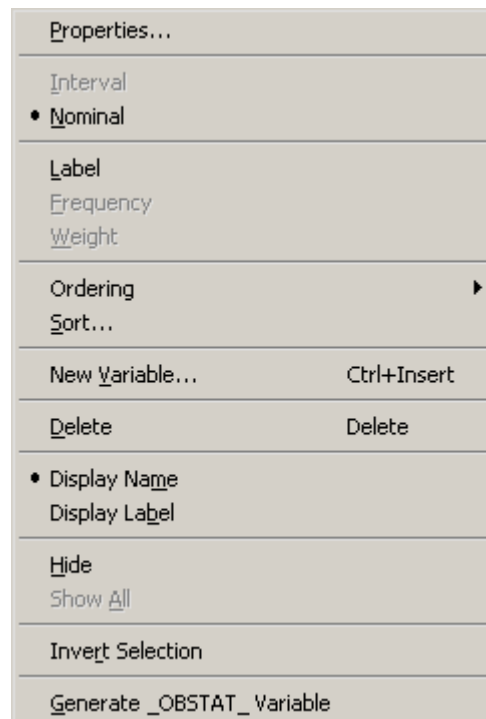 Properties...
Interval
• Nominal
Label
Frequency
Weight
Ordering
Sort...
New Variable... Ctrl+Insert
Delete Delete
• Display Name
Display Label
Hide
Show All
Invert Selection
Generate _OBSTAT_ Variable